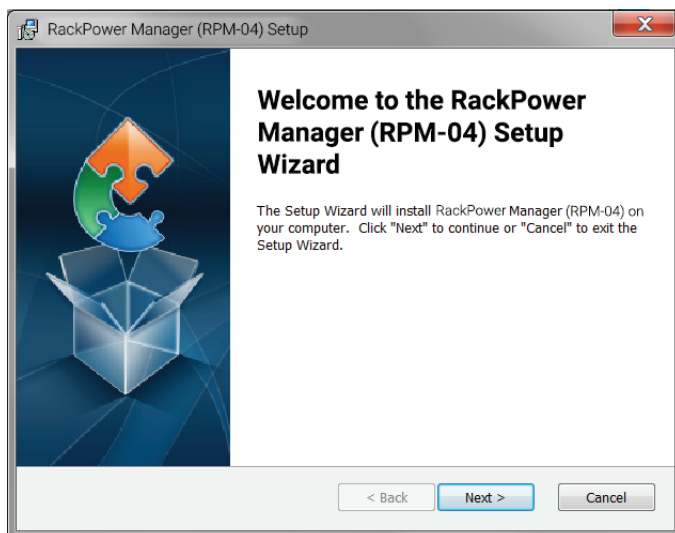 RackPower Manager (RPM-04) Setup
Welcome to the RackPower
Manager (RPM-04) Setup
Wizard
The Setup Wizard will install RackPower Manager (RPM-04) on
your computer. Click "Next" to continue or "Cancel" to exit the
Setup Wizard.
< Back Next > Cancel